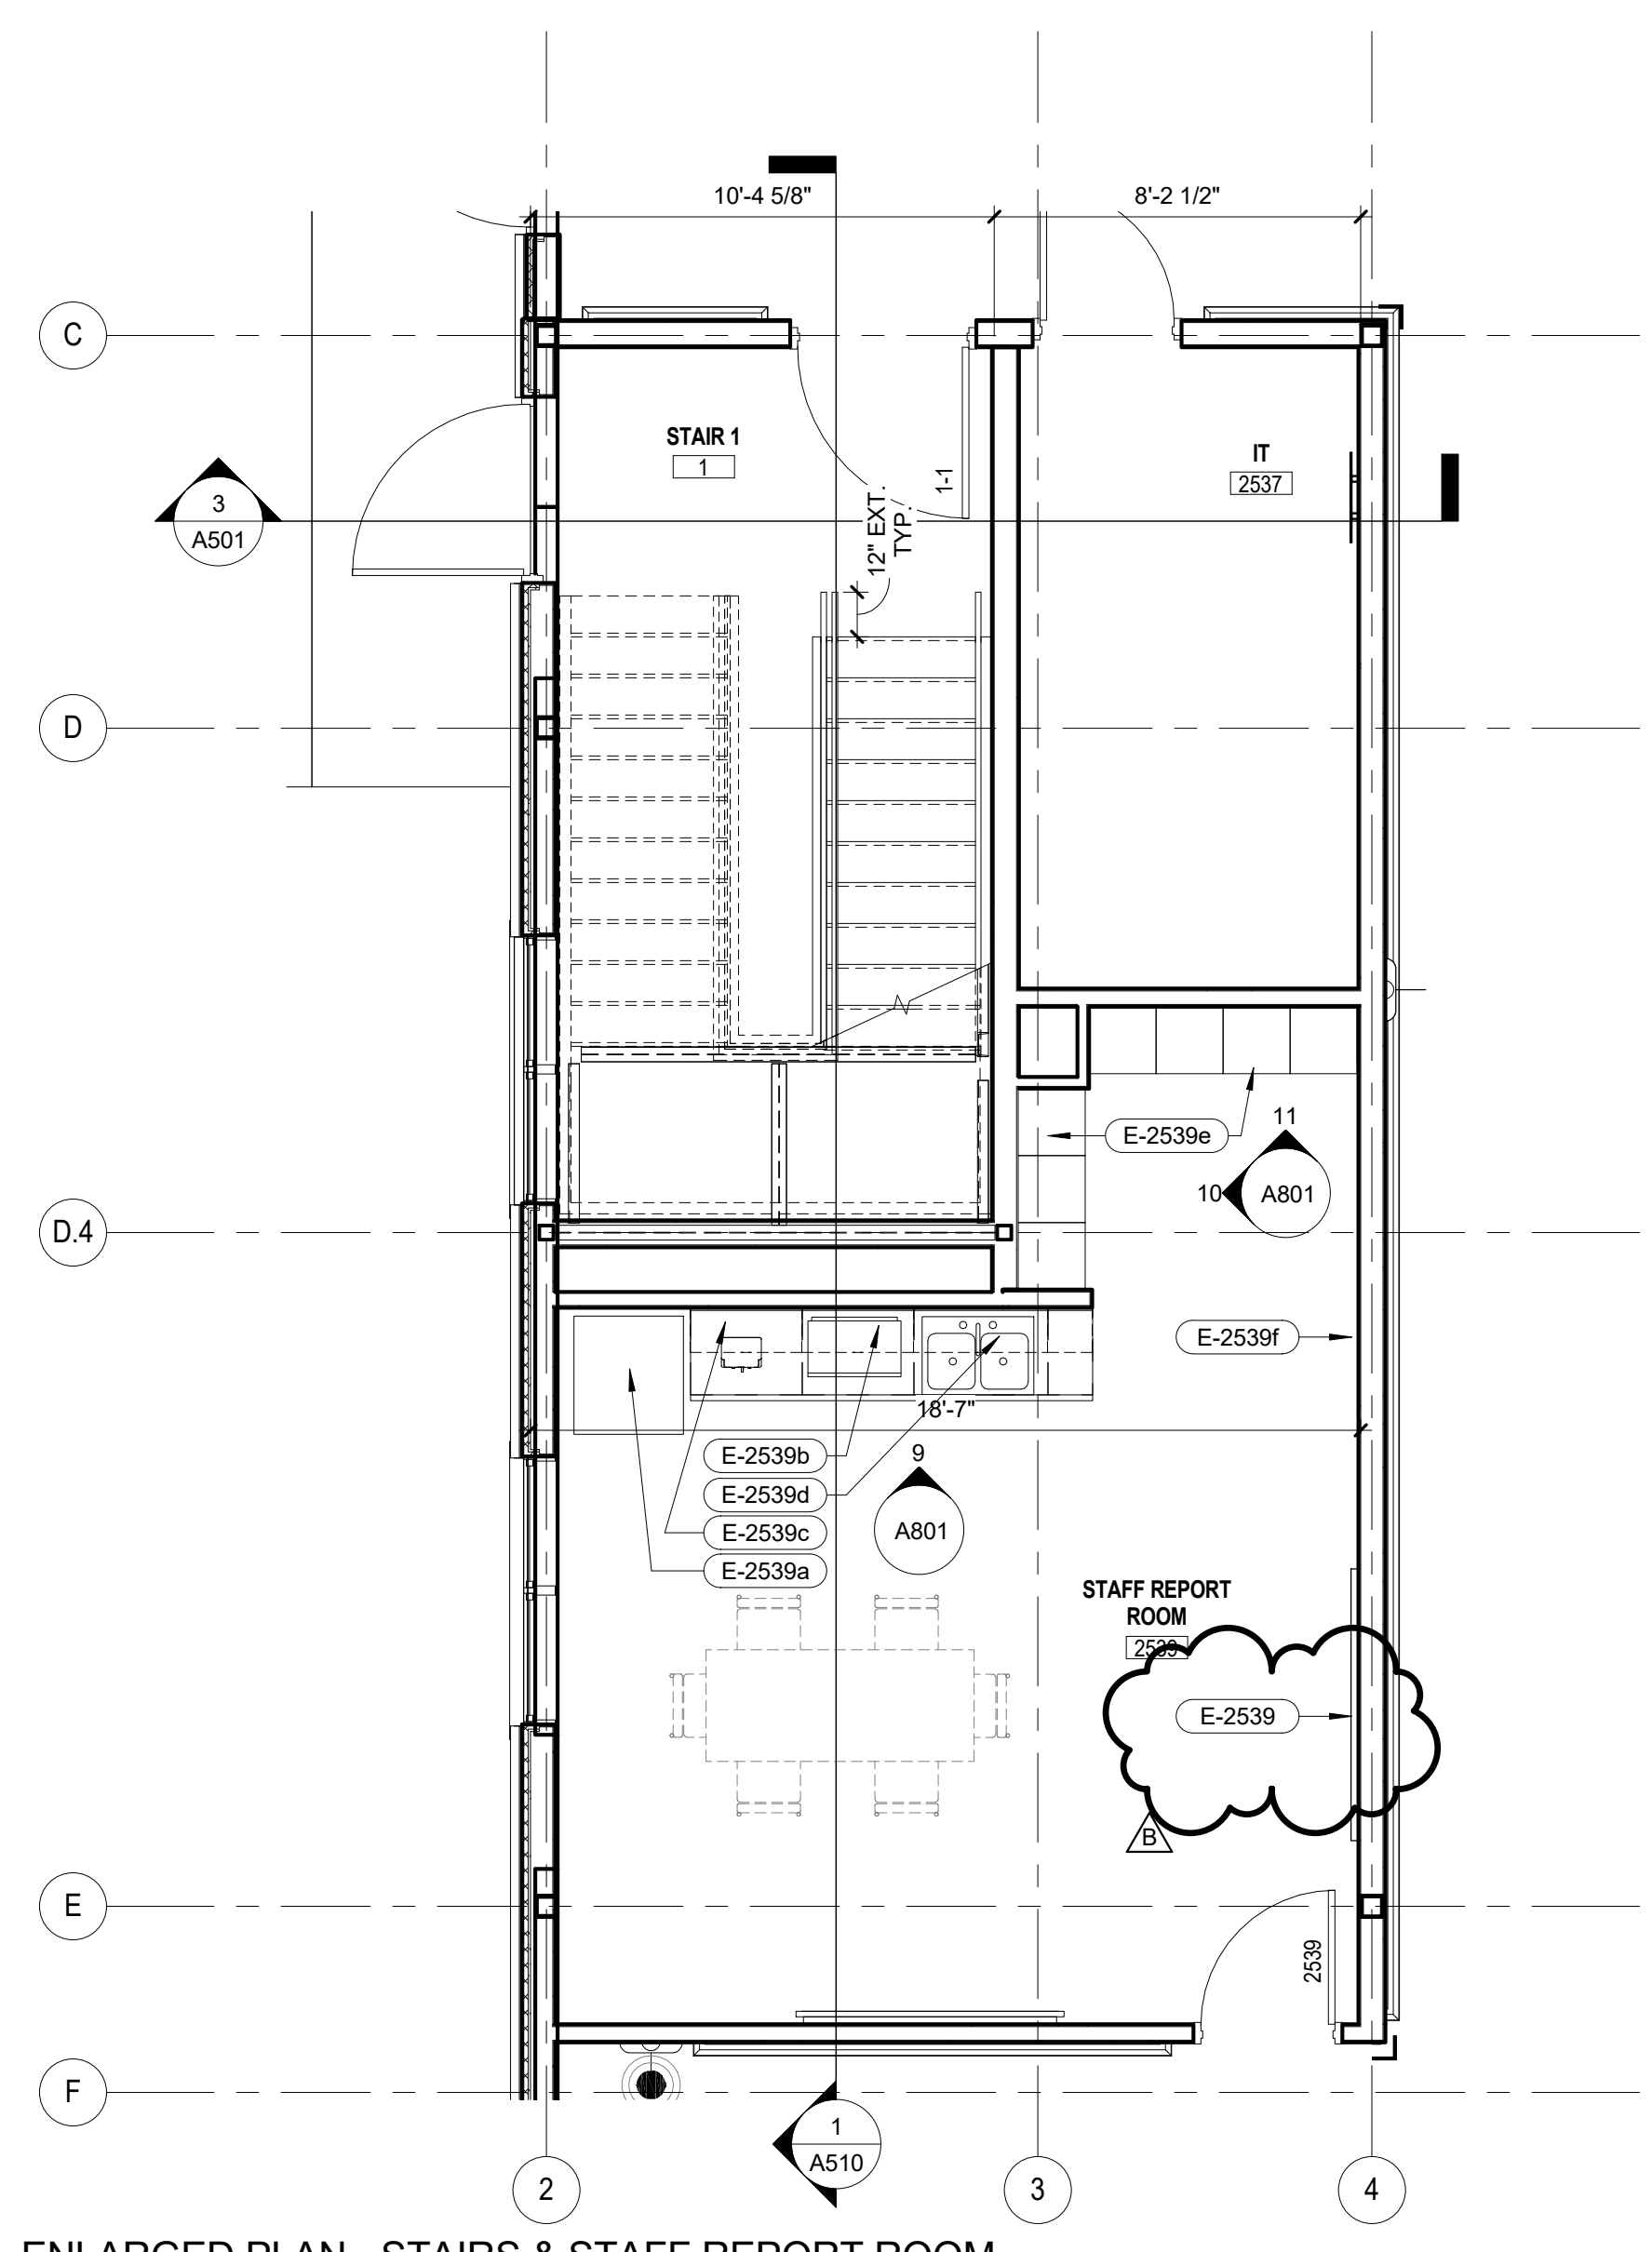 10'-4 5/8"
8'-2 1/2"
C
STAIR 1
1
IT
2537
1-1
3
A501
12" EXT.
TYP.
D
E-2539e
11
10
A801
D.4
E-2539f
18'-7"
E-2539b
9
E-2539d
A801
E-2539c
E-2539a
STAFF REPORT
ROOM
2539
E-2539
B
E
2539
F
1
A510
2
3
4
ENLARGED PLAN - STAIRS & STAFF REPORT ROOM